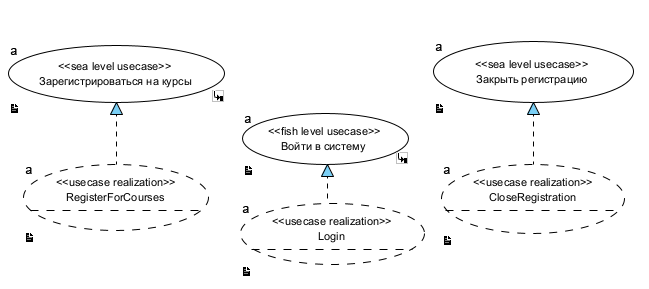 a
<<sea level usecase>>
Зарегистрироваться на курсы
a
<<usecase realization>>
RegisterForCourses
a
<<fish level usecase>>
Войти в систему
a
<<usecase realization>>
Login
a
<<sea level usecase>>
Закрыть регистрацию
a
<<usecase realization>>
CloseRegistration